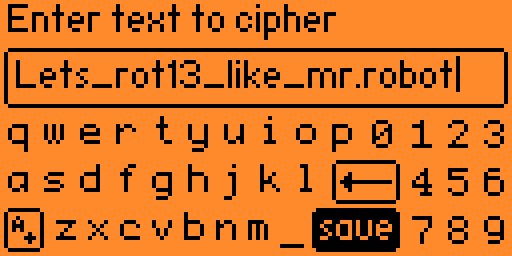 Enter text to cipher
Lets_rot13_like_mr.robot
q w e r t y u i o p 0 1 2 3
a s d f g h j k l 4 5 6
A+ z x c v b n m _ save 7 8 9